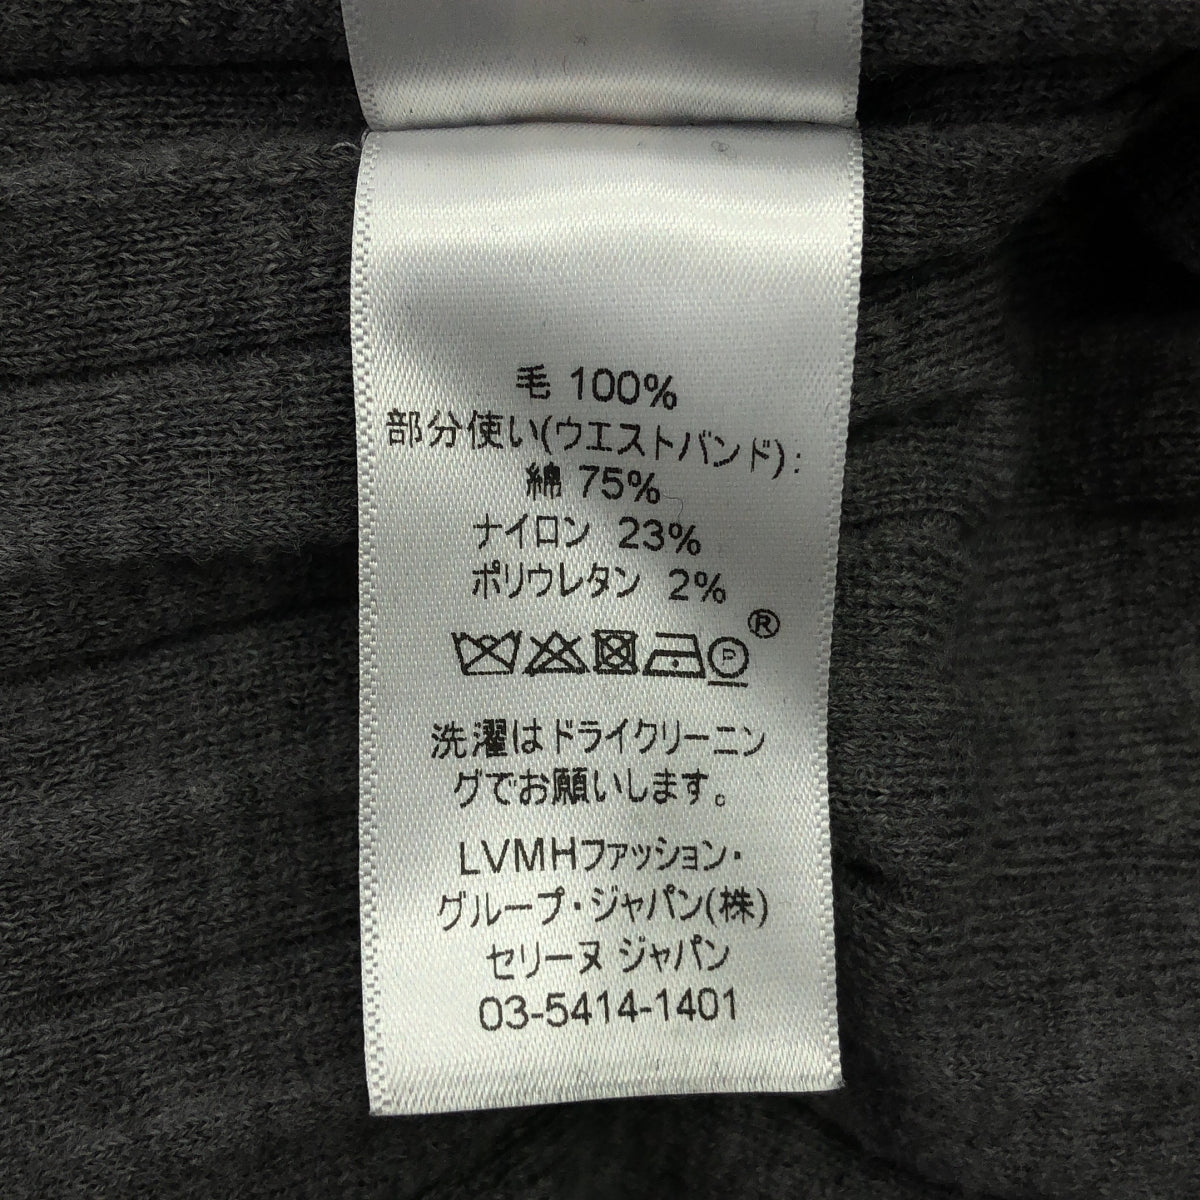 毛 100%
部分使い(ウエストバンド):
綿 75%
ナイロン 23%
ポリウレタン 2%
P ®
洗濯はドライクリーニン
グでお願いします。
LVMHファッション・
グループ・ジャパン(株)
セリーヌ ジャパン
03-5414-1401